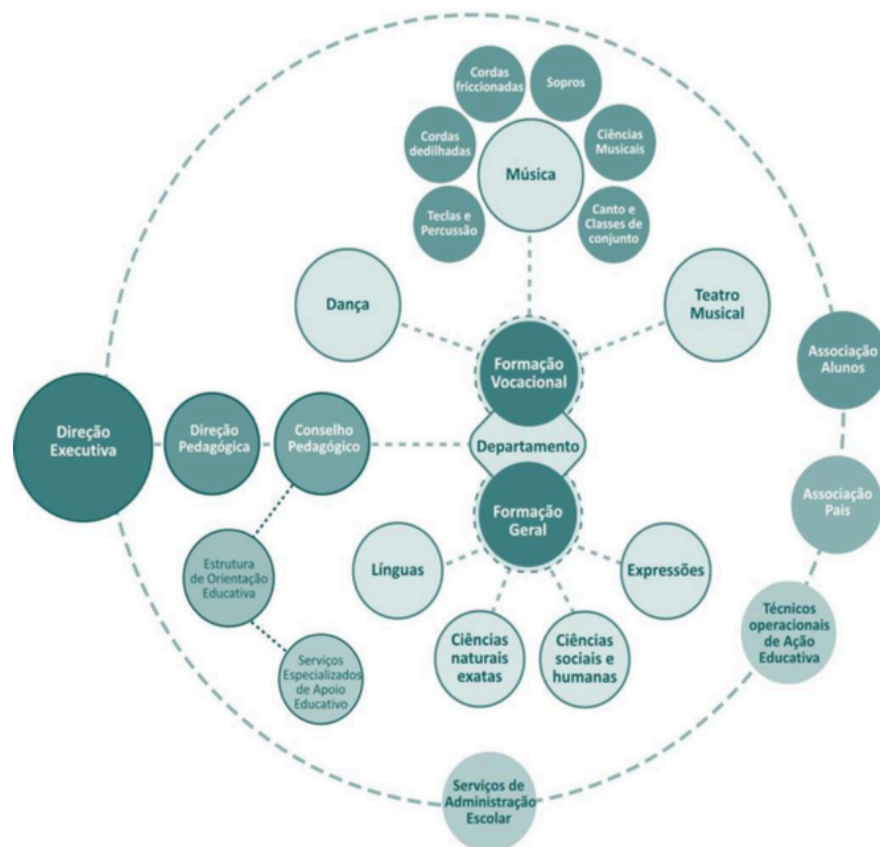 Cordas
friccionadas
Sopros
Cordas
dedilhadas
Ciências
Musicais
Música
Teclas e
Percussão
Canto e
Classes de
conjunto
Dança
Teatro
Musical
Formação
Vocacional
Associação
Alunos
Direção
Executiva
Direção
Pedagógica
Conselho
Pedagógico
Departamento
Formação
Geral
Associação
Pais
Estrutura
de Orientação
Educativa
Línguas
Expressões
Técnicos
operacionais
de Ação
Educativa
Ciências
naturais
exatas
Ciências
sociais e
humanas
Serviços
Especializados
de Apoio
Educativo
Serviços de
Administração
Escolar